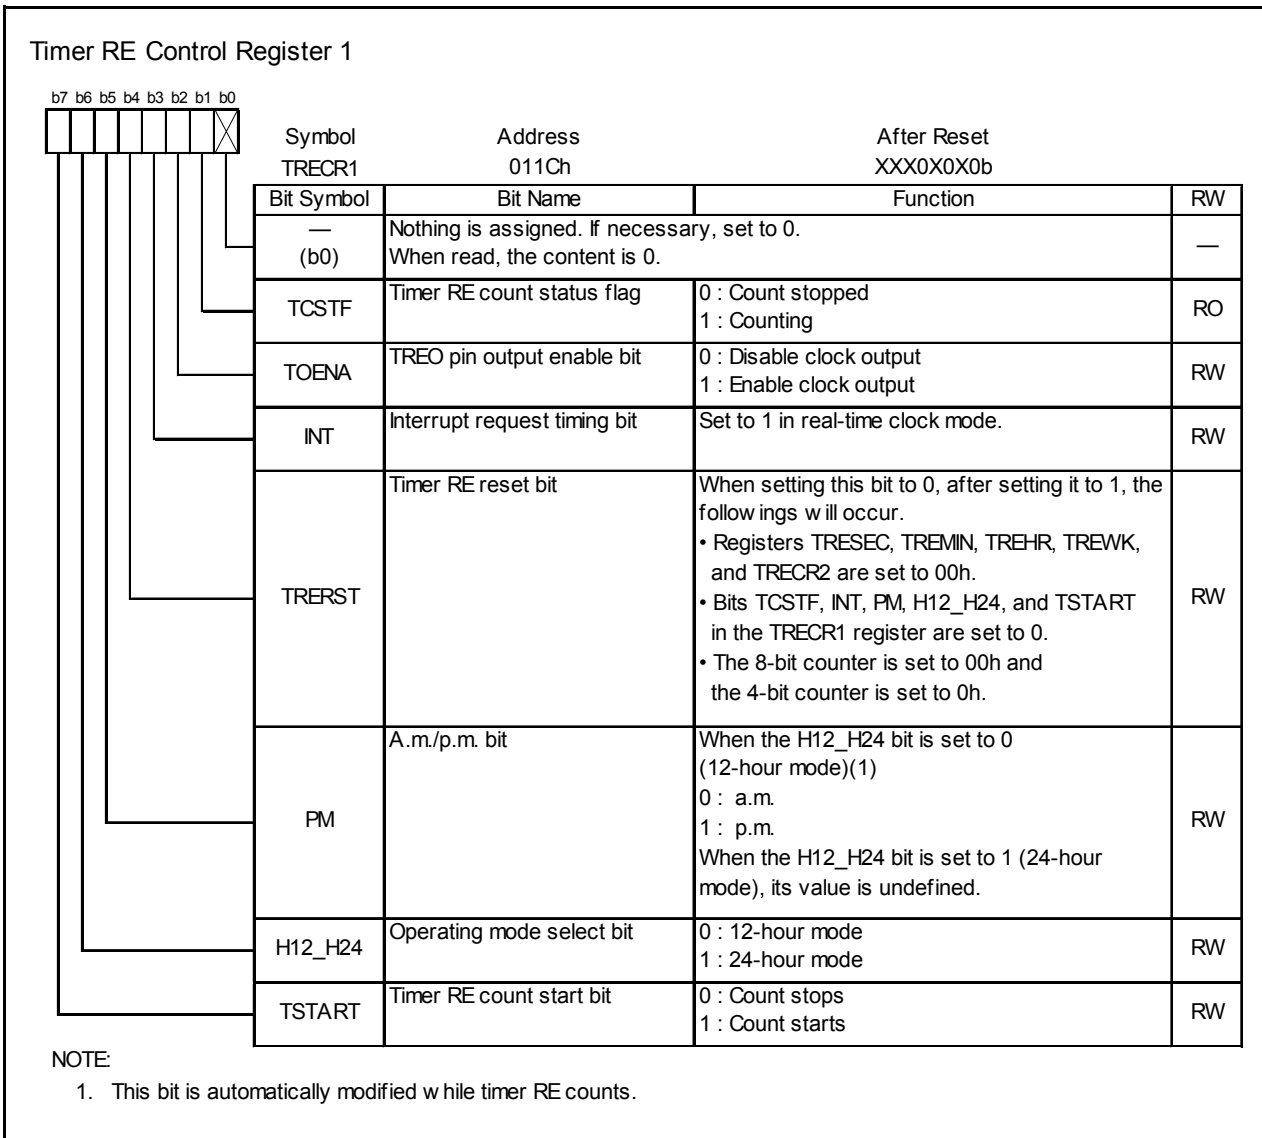 Timer RE Control Register 1
b7 b6 b5 b4 b3 b2 b1 b0
Symbol Address After Reset
TRECR1 011Ch XXX0X0X0b
Bit Symbol Bit Name Function RW
— (b0) Nothing is assigned. If necessary, set to 0.
When read, the content is 0. —
TCSTF Timer RE count status flag 0 : Count stopped
1 : Counting RO
TOENA TREO pin output enable bit 0 : Disable clock output
1 : Enable clock output RW
INT Interrupt request timing bit Set to 1 in real-time clock mode. RW
TRERST Timer RE reset bit When setting this bit to 0, after setting it to 1, the
followings will occur.
• Registers TRESEC, TREMIN, TREHR, TREWK,
and TRECR2 are set to 00h.
• Bits TCSTF, INT, PM, H12_H24, and TSTART
in the TRECR1 register are set to 0.
• The 8-bit counter is set to 00h and
the 4-bit counter is set to 0h. RW
PM A.m./p.m. bit When the H12_H24 bit is set to 0
(12-hour mode)(1)
0 : a.m.
1 : p.m.
When the H12_H24 bit is set to 1 (24-hour
mode), its value is undefined. RW
H12_H24 Operating mode select bit 0 : 12-hour mode
1 : 24-hour mode RW
TSTART Timer RE count start bit 0 : Count stops
1 : Count starts RW
NOTE:
1. This bit is automatically modified while timer RE counts.